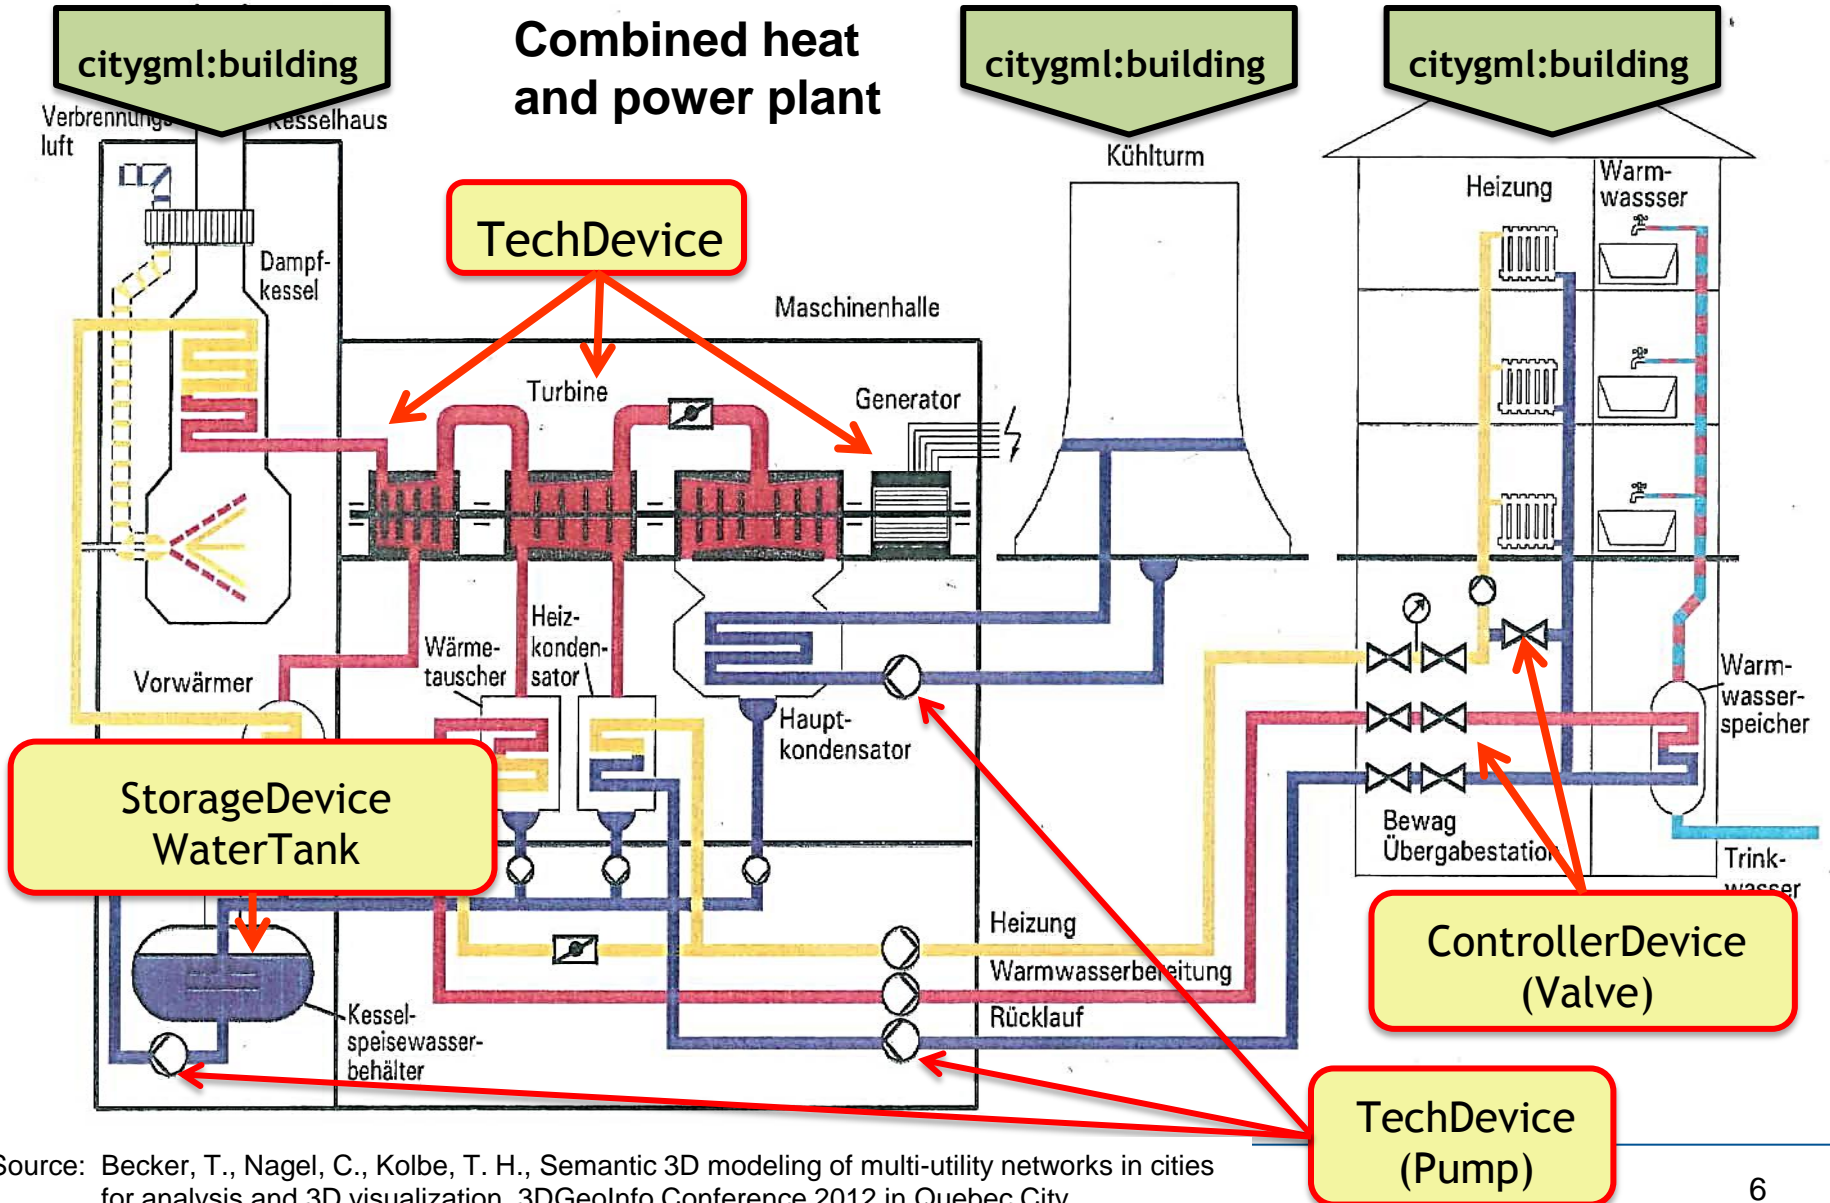 citygml:building
Combined heat
and power plant
citygml:building
citygml:building
Verbrennungs
luft
Kesselhaus
Kühlturm
Heizung
Warm-
wassser
TechDevice
Dampf-
kessel
Maschinenhalle
Turbine
Generator
Vorwärmer
Wärme-
tauscher
Heiz-
konden-
sator
Haupt-
kondensator
Warm-
wasser-
speicher
StorageDevice
WaterTank
Bewag
Übergabestation
Trink-
wasser
Heizung
Warmwasserbereitung
Rücklauf
ControllerDevice
(Valve)
Kessel-
speisewasser-
behälter
TechDevice
(Pump)
Source: Becker, T., Nagel, C., Kolbe, T. H., Semantic 3D modeling of multi-utility networks in cities
for analysis and 3D visualization, 3DGeoInfo Conference 2012 in Quebec City
6